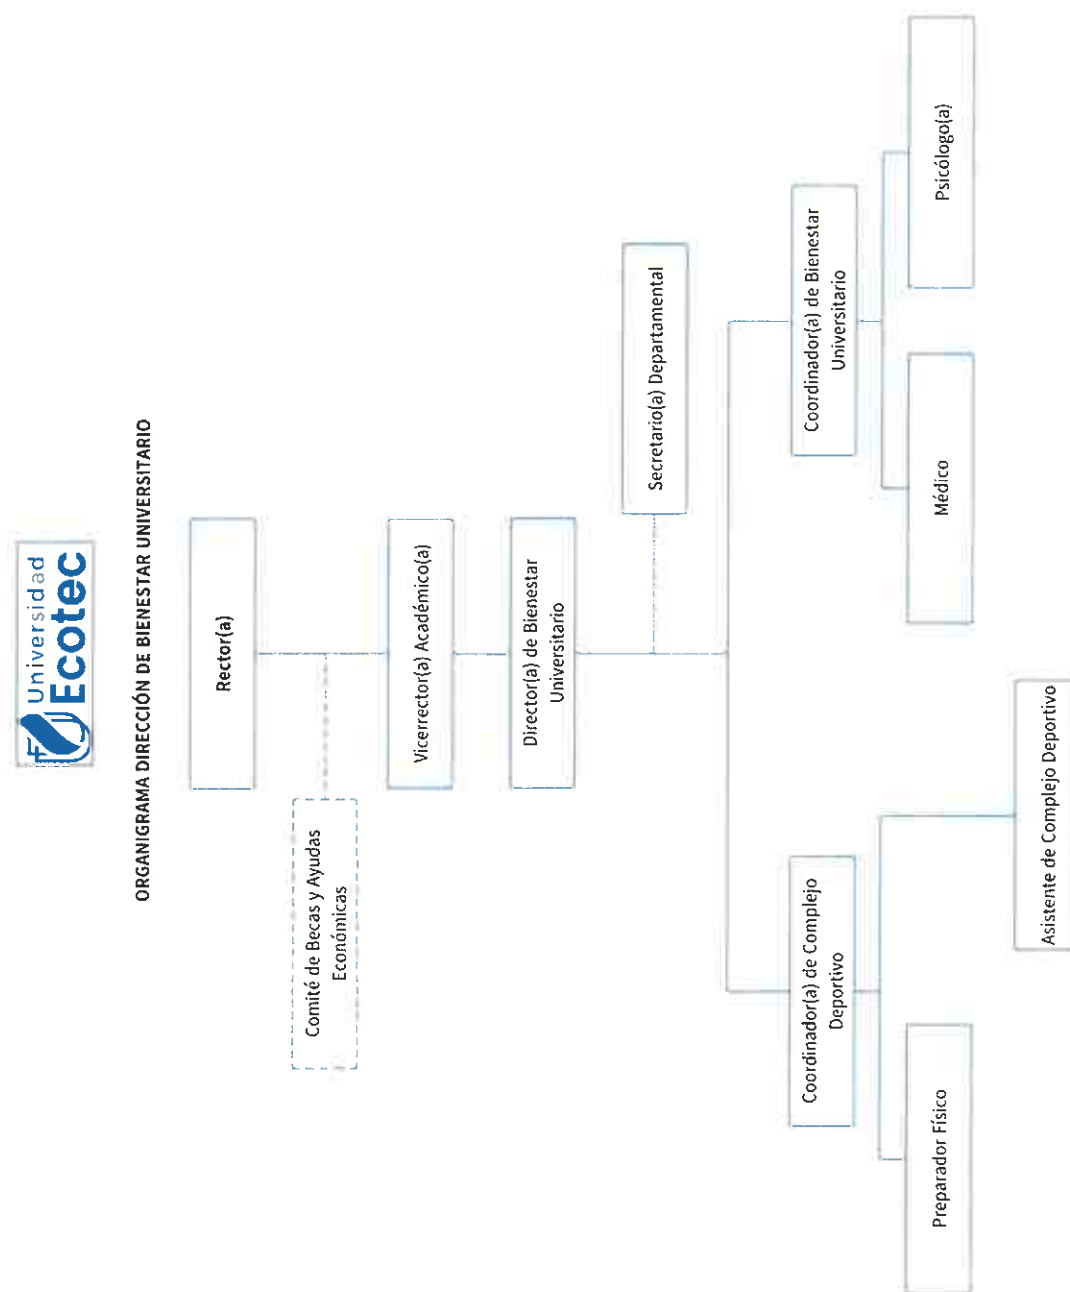 Universidad
Ecotec
ORGANIGRAMA DIRECCIÓN DE BIENESTAR UNIVERSITARIO
Rector(a)
Comité de Becas y Ayudas
Económicas
Vicerrector(a) Académico(a)
Director(a) de Bienestar
Universitario
Secretario(a) Departamental
Coordinador(a) de Complejo
Deportivo
Coordinador(a) de Bienestar
Universitario
Preparador Físico
Asistente de Complejo Deportivo
Médico
Psicólogo(a)